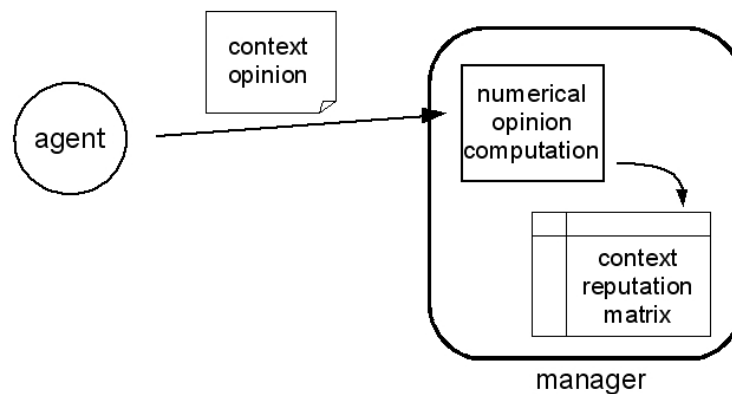 context
opinion
agent
numerical
opinion
computation
context
reputation
matrix
manager